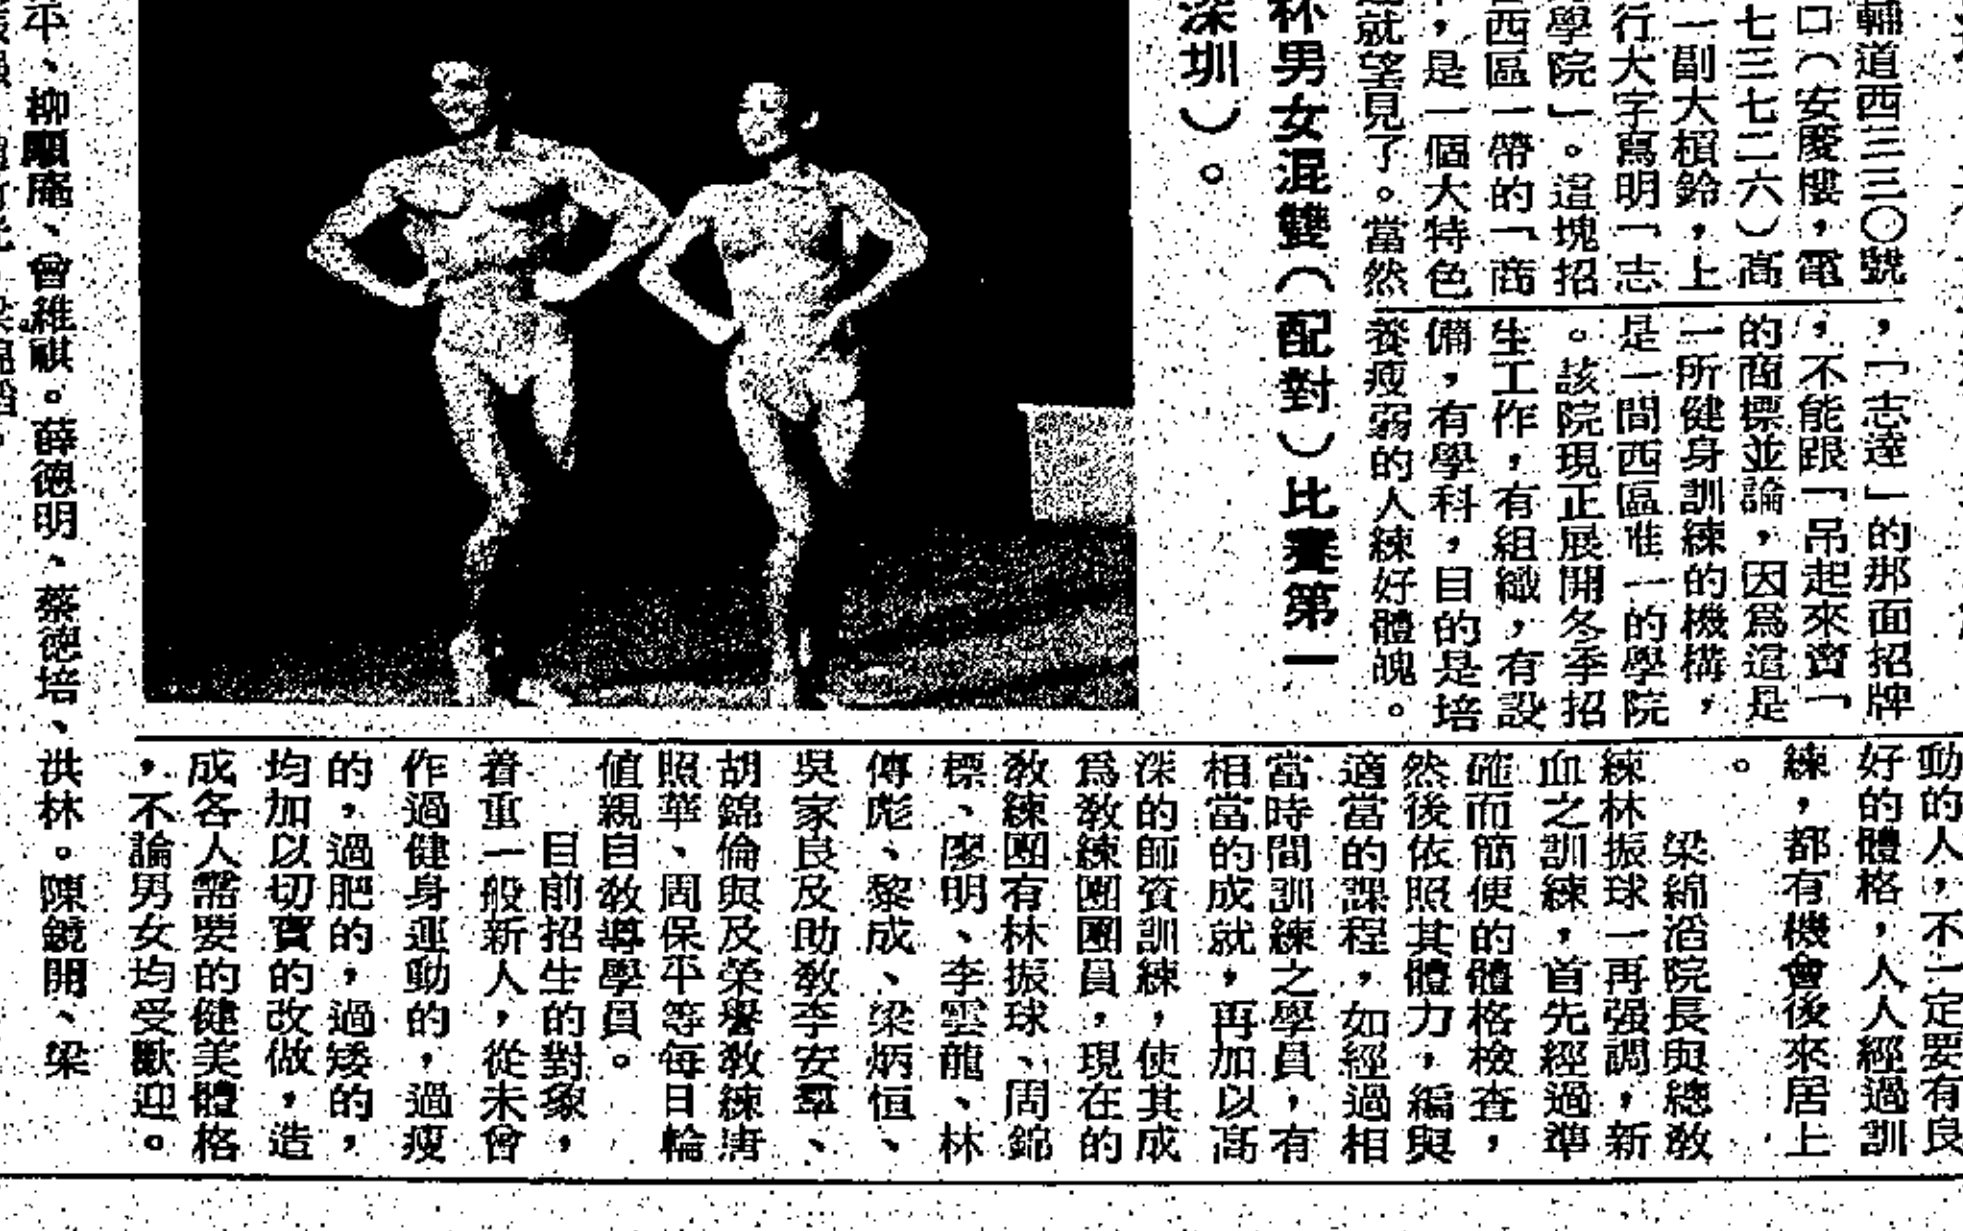 輔道西三三〇號
口（安慶樓，電
七三七二六）高
一副大槓鈴，上
行大字寫明「志
學院」。這塊招
西區一帶的「商
，是一個大特色
就望見了。當然
，「志達」的那面招牌
，不能跟「吊起來賣」
的商標並論，因爲這是
一所健身訓練的機構，
是一間西區唯一的學院
。該院現正展開冬季招
生工作，有組織，有設
備，有學科，目的是培
養瘦弱的人練好體魄。
杯男女混雙（配對）比賽第一
深圳）。
動的人，不一定要有良
好的體格，人人經過訓
練，都有機會後來居上
。
梁綿滔院長與總敎
練林振球一再强調，新
血之訓練，首先經過準
確而簡便的體格檢查，
然後依照其體力，編與
適當的課程，如經過相
當時間訓練之學員，有
相當的成就，再加以高
深的師資訓練，使其成
爲敎練團團員，現在的
敎練團有林振球、周錦
標、廖明、李雲龍、林
傅彪、黎成、梁炳恒、
吳家良及助敎李安羣、
胡錦倫與及榮譽敎練唐
照華、周保平等每日輪
値親自敎導學員。
目前招生的對象，
着重一般新人，從未曾
作過健身運動的，過瘦
的，過肥的，過矮的，
均加以切實的改做，造
成各人需要的健美體格
，不論男女均受歡迎。
平、柳顯庵、曾維祺。薛德明、蔡德培、洪林。陳鏡開、梁